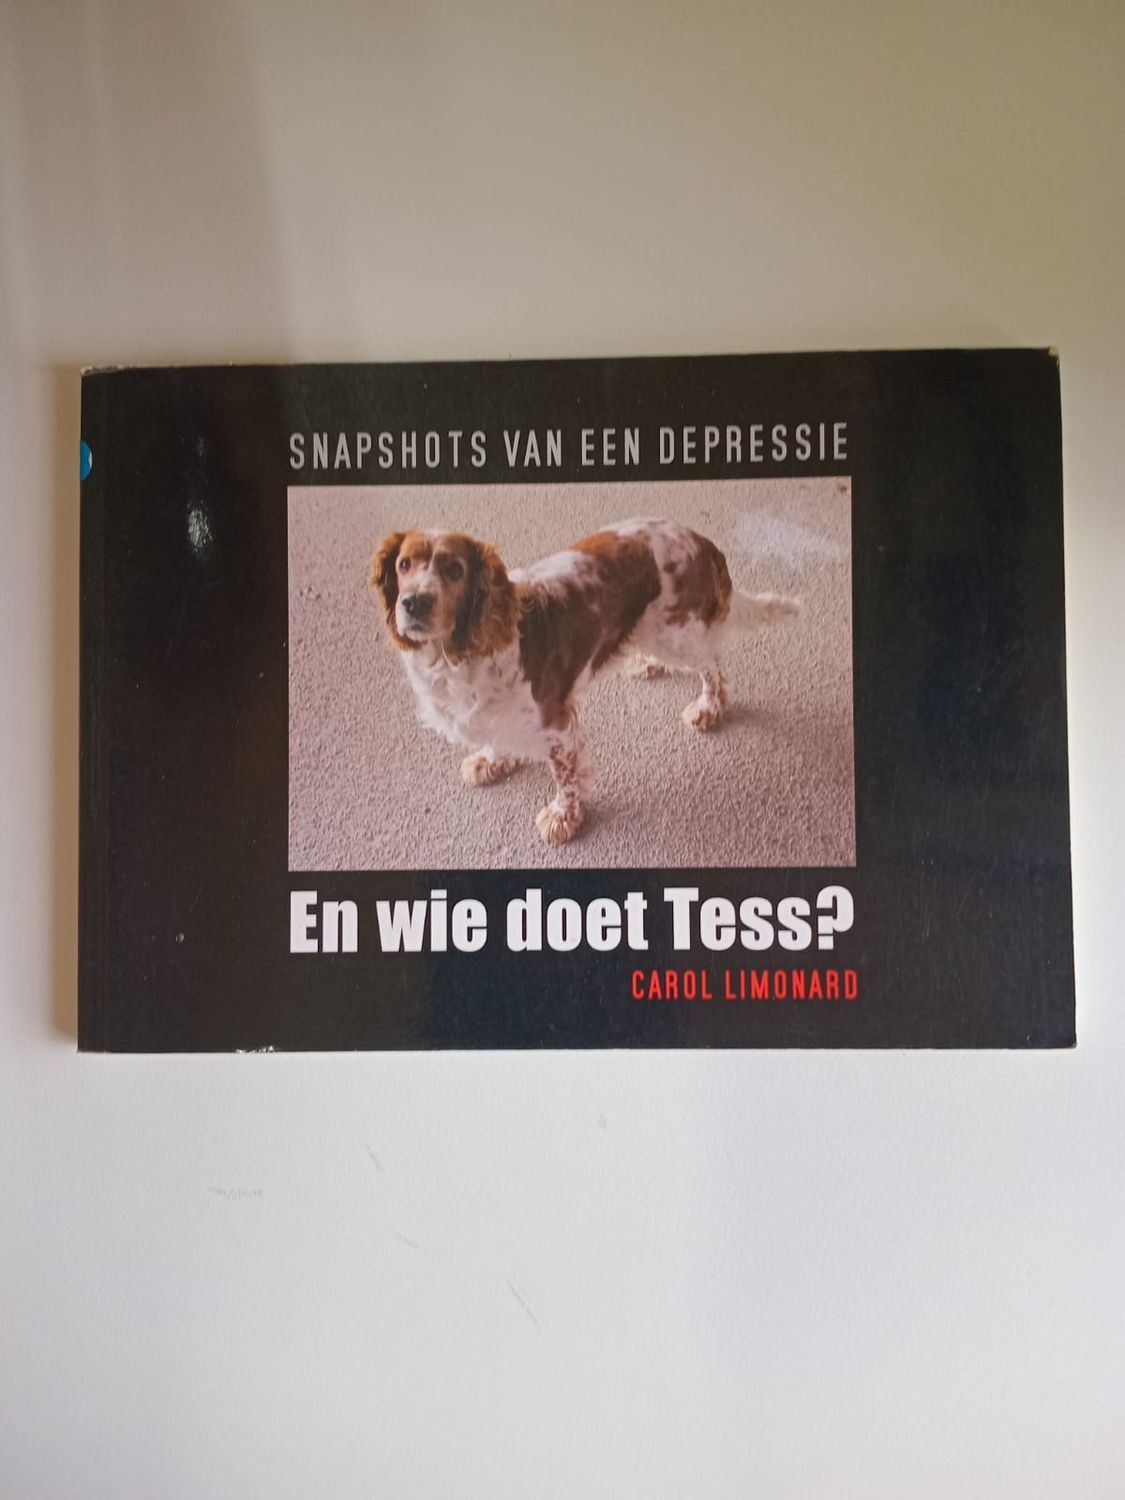 SNAPSHOTS VAN EEN DEPRESSIE
En wie doet Tess?
CAROL LIMONARD